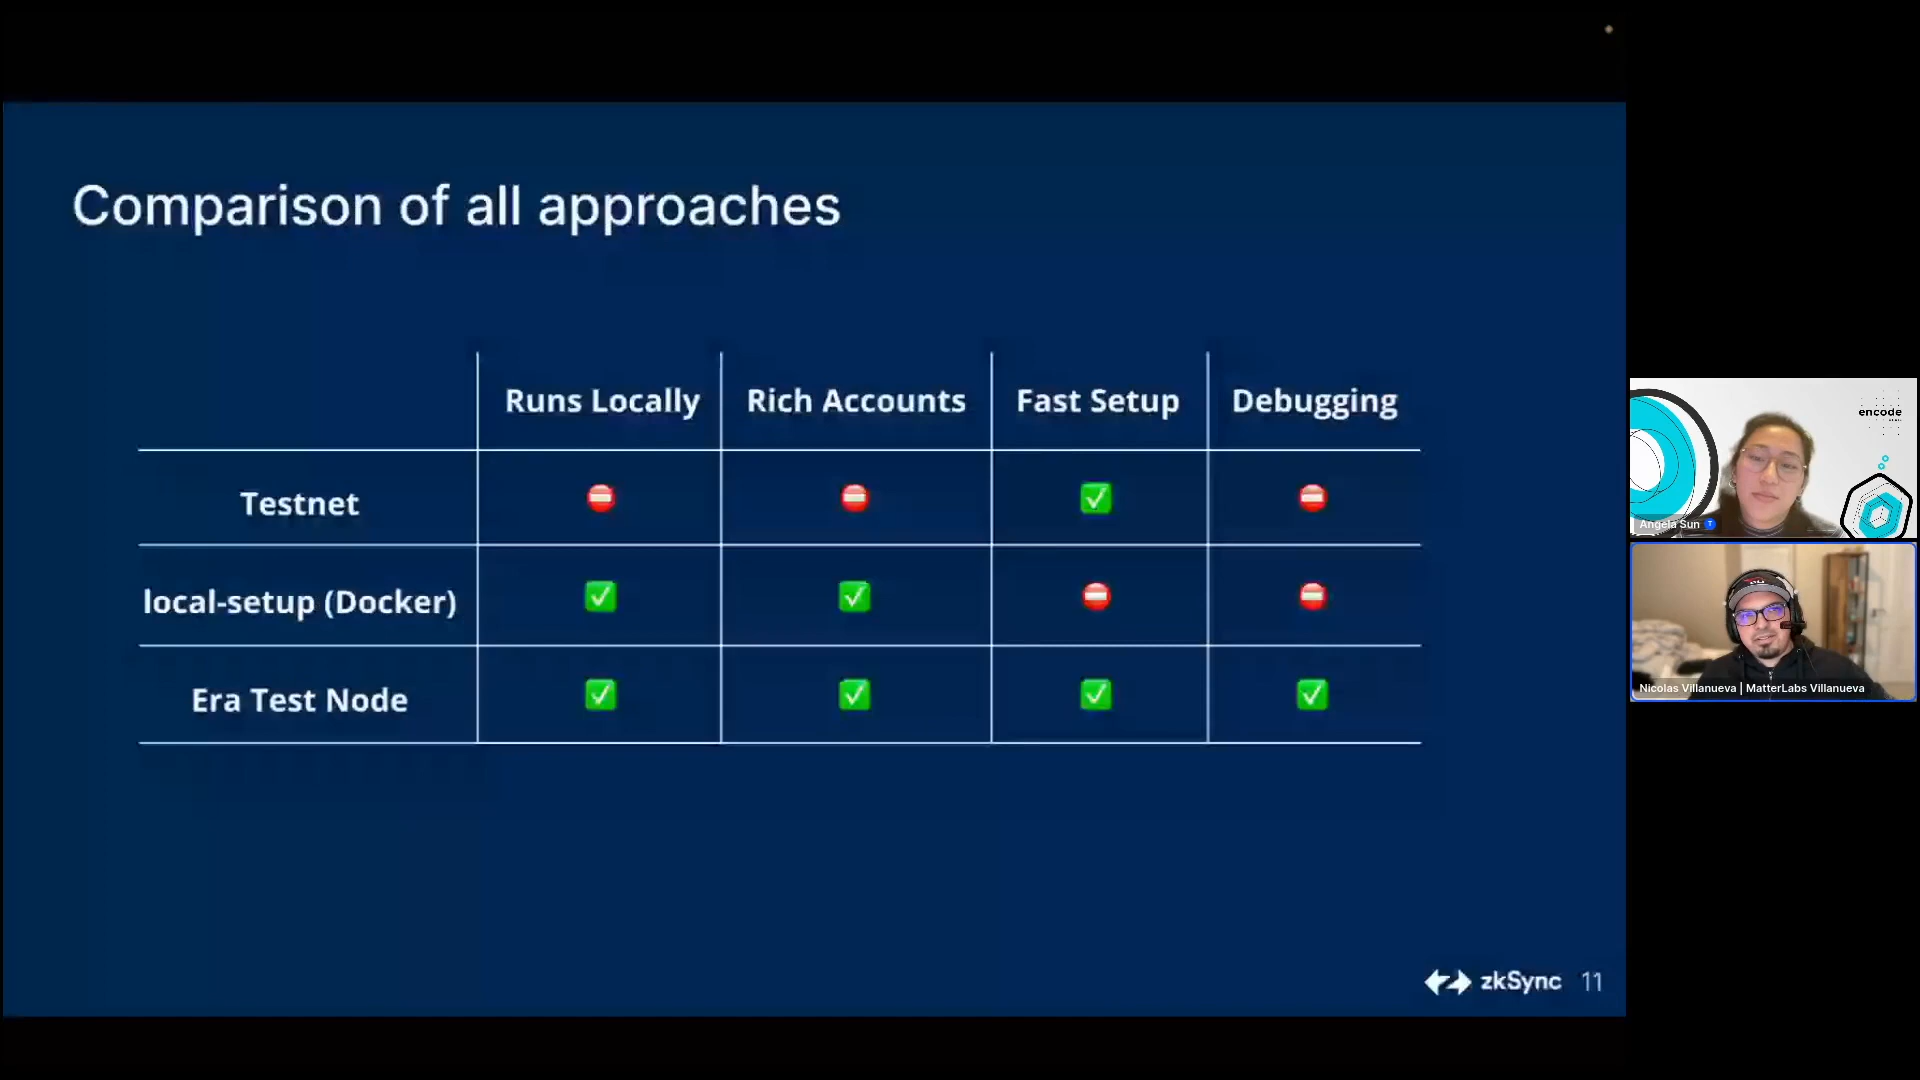 Comparison of all approaches
Runs Locally Rich Accounts Fast Setup Debugging
Testnet
local-setup (Docker)
Era Test Node
zkSync 11
encode
Angela Sun
Nicolas Villanueva | MatterLabs Villanueva